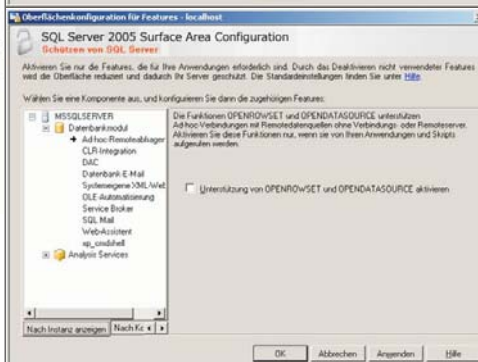 Oberflächenkonfiguration für Features - localhost
SQL Server 2005 Surface Area Configuration
Schützen von SQL Server
Aktivieren Sie nur die Features, die für Ihre Anwendungen erforderlich sind. Durch das Deaktivieren nicht verwendeter Features
wird die Oberfläche reduziert und dadurch Ihr Server geschützt. Die Standardeinstellungen finden Sie unter Hilfe.
Wählen Sie eine Komponente aus, und konfigurieren Sie dann die zugehörigen Features:
MSSQLSERVER
Datenbankmodul
Ad-hoc-Remoteabfrager
CLR-Integration
DAC
Datenbank-E-Mail
Systemeigene XML-Web
OLE-Automatisierung
Service Broker
SQL Mail
Web-Assistent
xp_cmdshell
Analysis Services
Nach Instanz anzeigen
Nach Kc
Die Funktionen OPENROWSET und OPENDATASOURCE unterstützen
Ad-hoc-Verbindungen mit Remotedatenquellen ohne Verbindungs- oder Remoteserver.
Aktivieren Sie diese Funktionen nur, wenn sie von Ihren Anwendungen und Skripts
aufgerufen werden.
Unterstützung von OPENROWSET und OPENDATASOURCE aktivieren
OK
Abbrechen
Anwenden
Hilfe